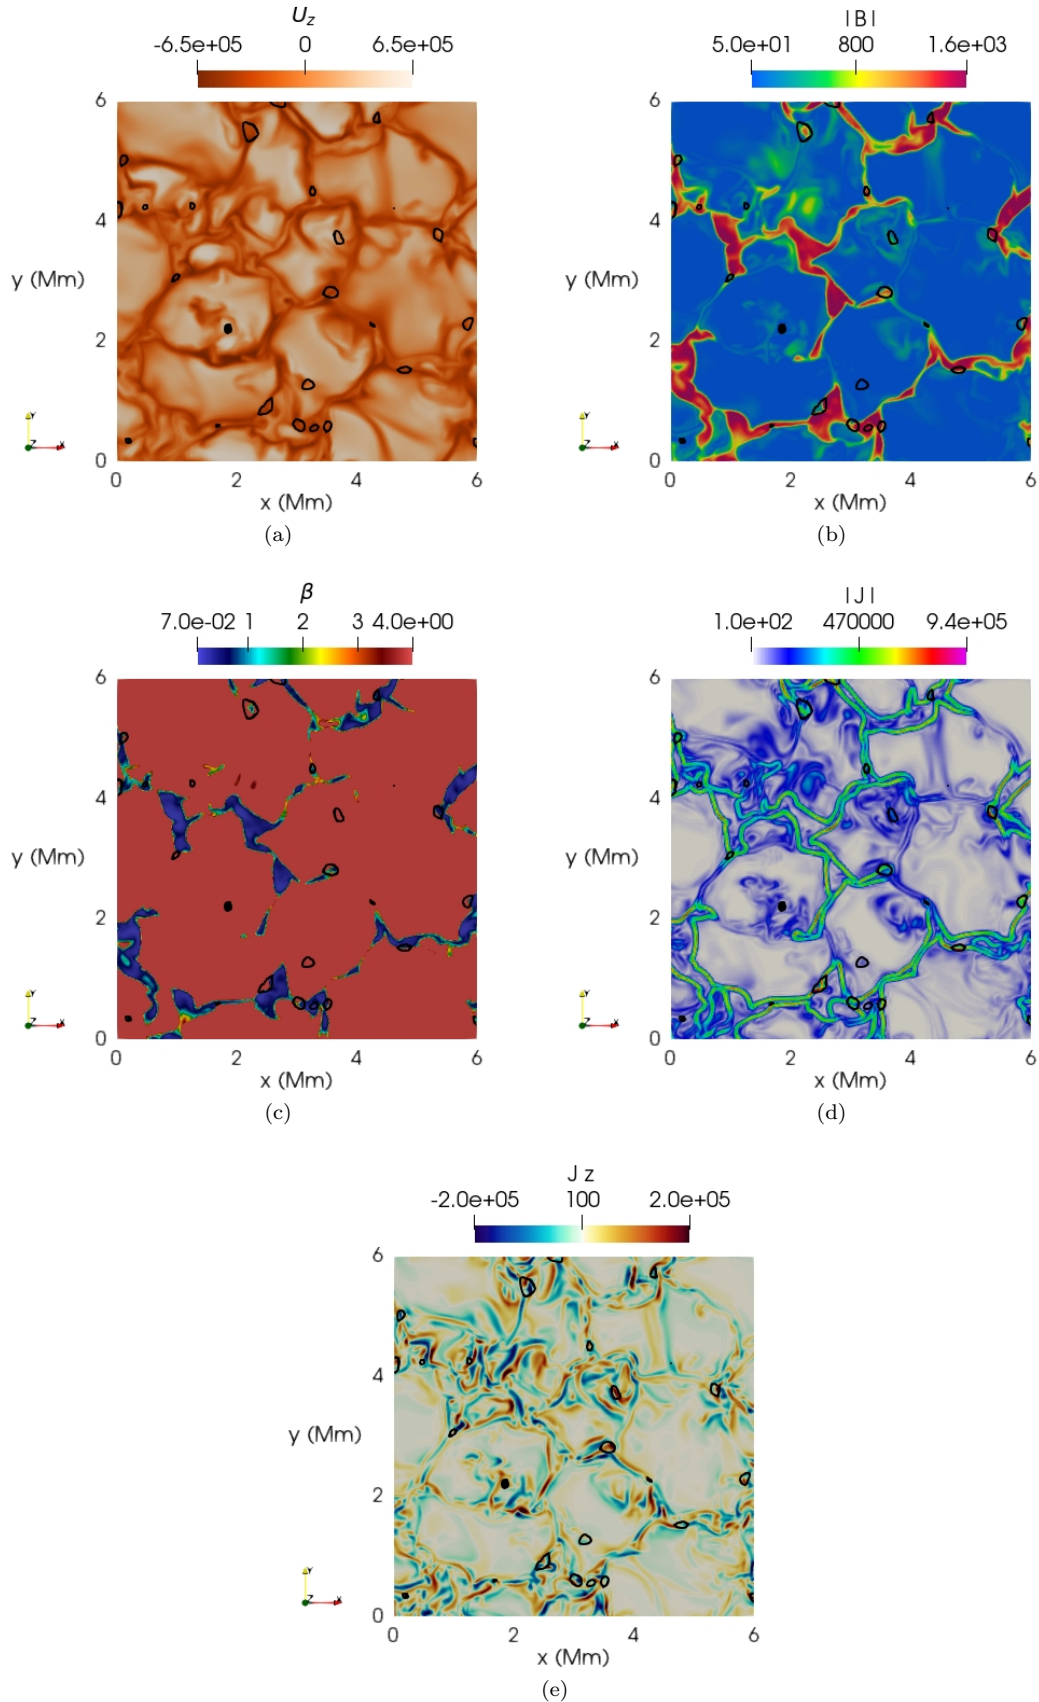 U_z |B|
-6.5e+05 0 6.5e+05 5.0e+01 800 1.6e+03
6 6
4 4
y (Mm) y (Mm)
2 2
Y Y
Z X Z X
0 0
0 2 4 6 0 2 4 6
x (Mm) x (Mm)
(a) (b)
β |J|
7.0e-02 1 2 3 4.0e+00 1.0e+02 470000 9.4e+05
6 6
4 4
y (Mm) y (Mm)
2 2
Y Y
Z X Z X
0 0
0 2 4 6 0 2 4 6
x (Mm) x (Mm)
(c) (d)
J z
-2.0e+05 100 2.0e+05
6
4
y (Mm)
2
Y
Z X
0
0 2 4 6
x (Mm)
(e)